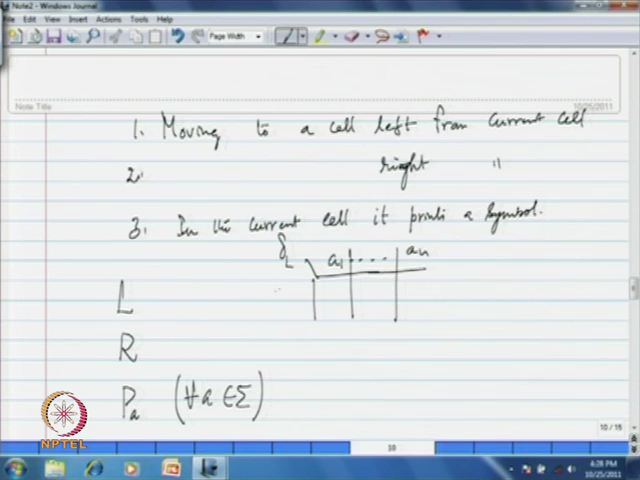 Note2 - Windows Journal
File Edit View Insert Actions Tools Help
Page Width
Note Title
10/25/2011
1. Moving to a cell left from current cell
2. right "
3. In the current cell it prints a symbol.
δL a1 ... an
L
R
Pa (∀a ∈ Σ)
NPTEL
10 / 15
10
4:28 PM
10/25/2011